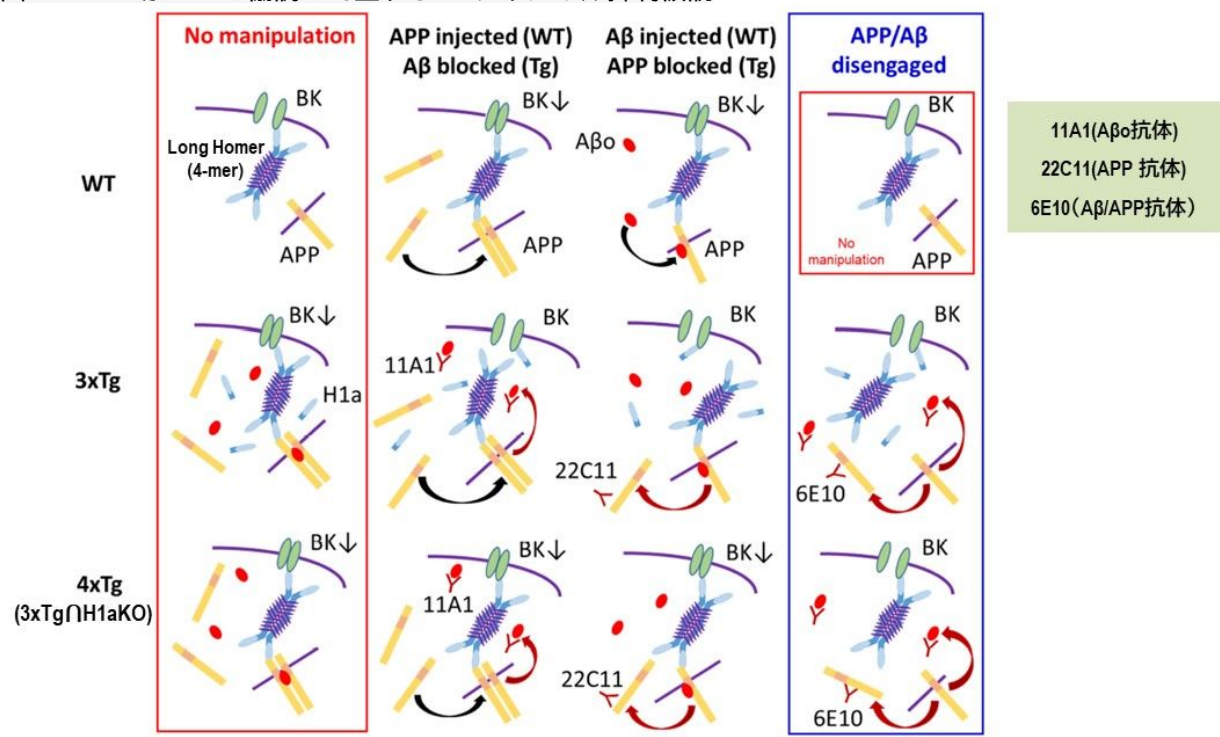 No manipulation
APP injected (WT)
Aβ blocked (Tg)
Aβ injected (WT)
APP blocked (Tg)
APP/Aβ
disengaged
WT
BK
Long Homer
(4-mer)
APP
BK↓
APP
BK↓
Aβo
APP
BK
No
manipulation
APP
11A1(Aβo抗体)
22C11(APP 抗体)
6E10(Aβ/APP抗体)
3xTg
BK↓
H1a
BK
11A1
BK
22C11
BK
6E10
4xTg
(3xTg⋂H1aKO)
BK↓
BK↓
11A1
BK↓
22C11
BK
6E10